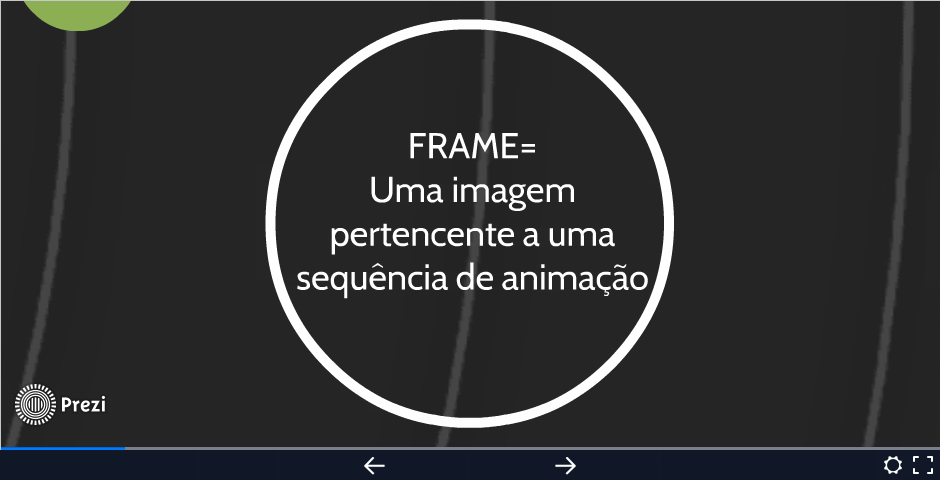 FRAME=
Uma imagem
pertencente a uma
sequência de animação
Prezi